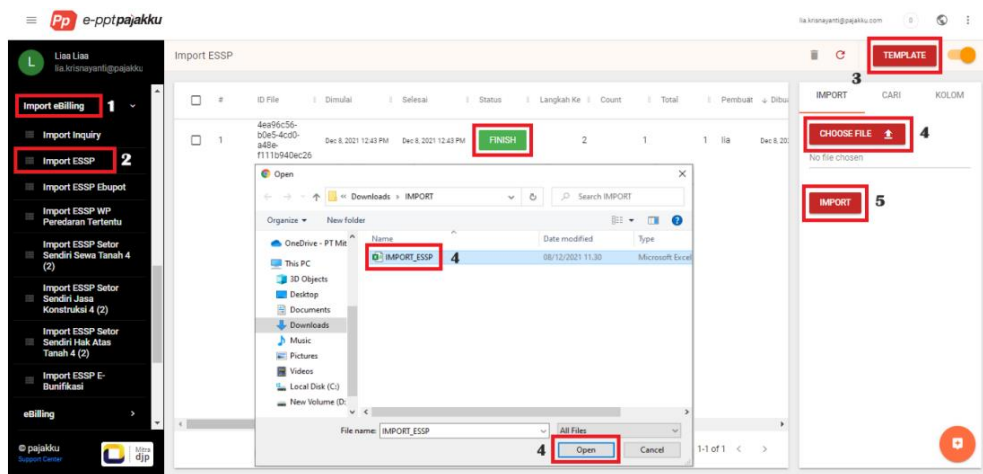 Pp e-pptpajakku
lia.krisnayanti@pajakku.com 0
L Liaa Liaa
lia.krisnayanti@pajakku
Import ESSP
TEMPLATE
3
Import eBilling 1
Import Inquiry
Import ESSP 2
Import ESSP Ebupot
Import ESSP WP
Peredaran Tertentu
Import ESSP Setor
Sendiri Sewa Tanah 4
(2)
Import ESSP Setor
Sendiri Jasa
Konstruksi 4 (2)
Import ESSP Setor
Sendiri Hak Atas
Tanah 4 (2)
Import ESSP E-
Bunifikasi
eBilling
© pajakku
Support Center
Mitra
djp
# ID File Dimulai Selesai Status Langkah Ke Count Total Pembuat Dibu
1 4ea96c56-
b0e5-4cd0-
a48e-
f111b940ec26
Dec 8, 2021 12:43 PM Dec 8, 2021 12:43 PM FINISH 2 1 1 lia Dec 8, 20
Open
« Downloads › IMPORT
Search IMPORT
Organize New folder
OneDrive - PT Mit
This PC
3D Objects
Desktop
Documents
Downloads
Music
Pictures
Videos
Local Disk (C:)
New Volume (D:
Name Date modified Type
IMPORT_ESSP 4 08/12/2021 11.30 Microsoft Excel
File name: IMPORT_ESSP All Files
4 Open Cancel
1-1 of 1 < >
IMPORT CARI KOLOM
CHOOSE FILE 4
No file chosen
IMPORT 5